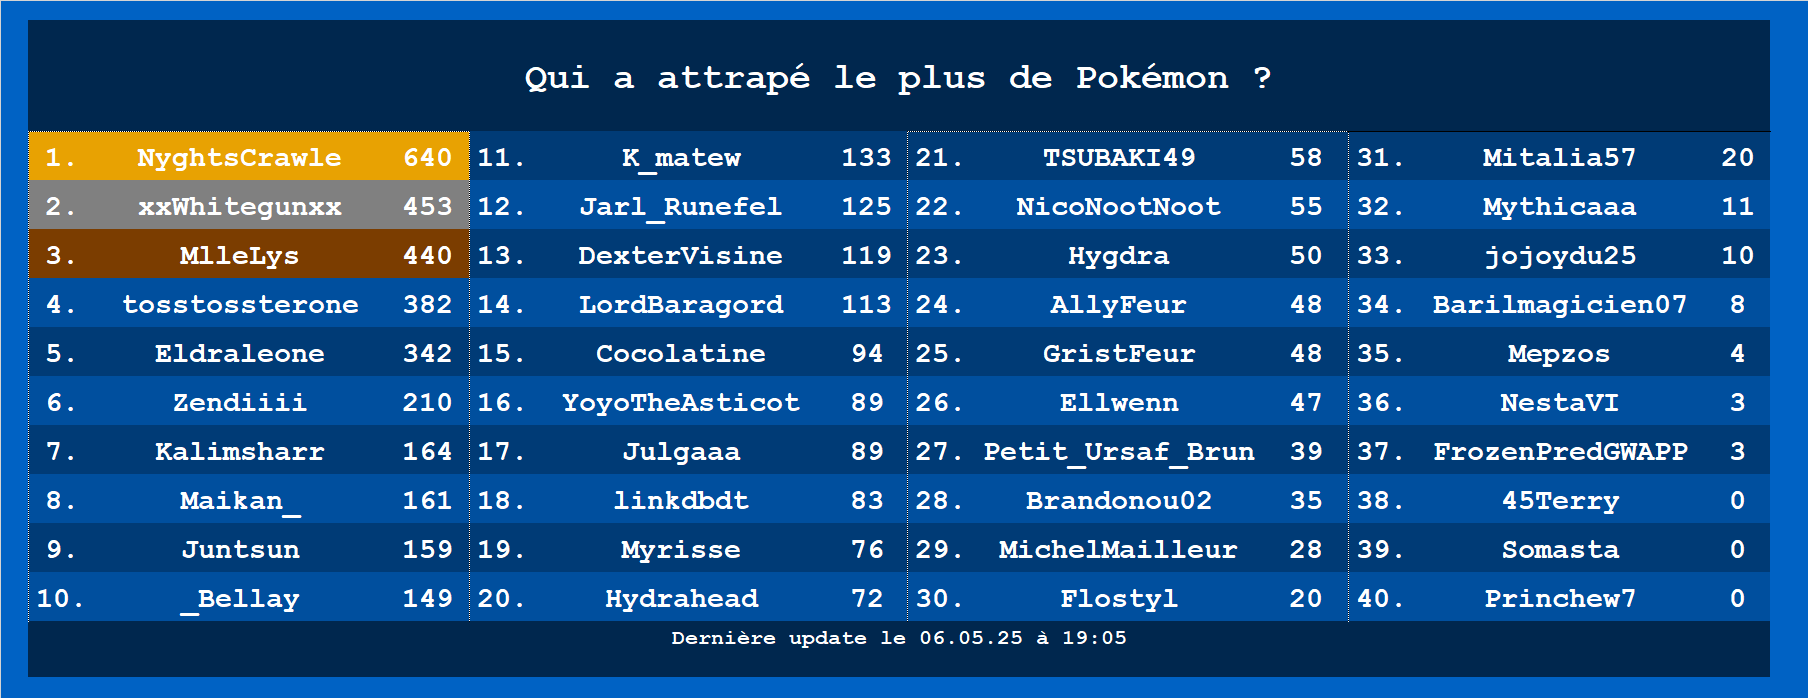 Qui a attrapé le plus de Pokémon ?
1. NyghtsCrawle 640
2. xxWhitegunxx 453
3. MlleLys 440
4. tosstossterone 382
5. Eldraleone 342
6. Zendiiii 210
7. Kalimsharr 164
8. Maikan_ 161
9. Juntsun 159
10. _Bellay 149
11. K_matew 133
12. Jarl_Runefel 125
13. DexterVisine 119
14. LordBaragord 113
15. Cocolatine 94
16. YoyoTheAsticot 89
17. Julgaaa 89
18. linkdbdt 83
19. Myrisse 76
20. Hydrahead 72
21. TSUBAKI49 58
22. NicoNootNoot 55
23. Hygdra 50
24. AllyFeur 48
25. GristFeur 48
26. Ellwenn 47
27. Petit_Ursaf_Brun 39
28. Brandonou02 35
29. MichelMailleur 28
30. Flostyl 20
31. Mitalia57 20
32. Mythicaaa 11
33. jojoydu25 10
34. Barilmagicien07 8
35. Mepzos 4
36. NestaVI 3
37. FrozenPredGWAPP 3
38. 45Terry 0
39. Somasta 0
40. Princhew7 0
Dernière update le 06.05.25 à 19:05